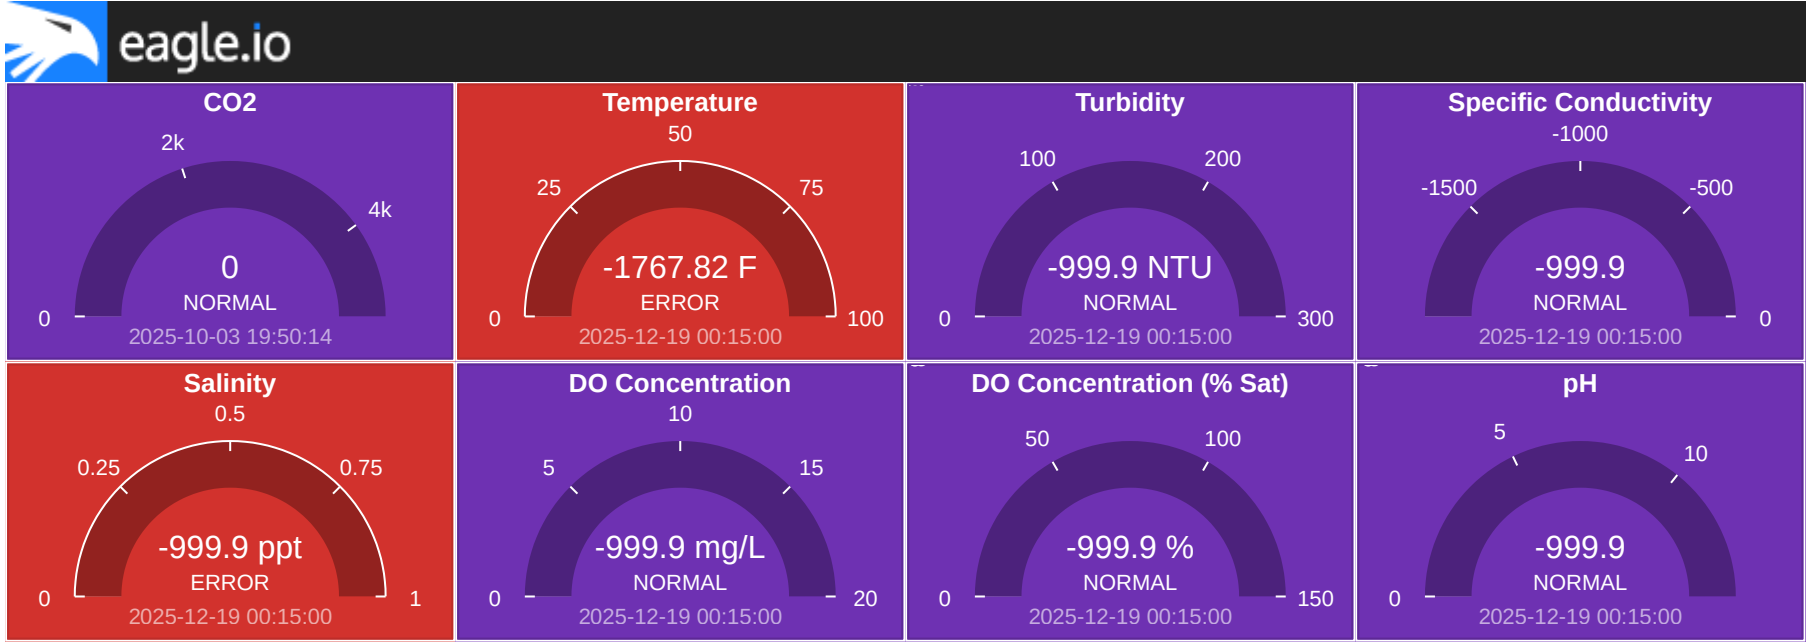 eagle.io
CO2
2k
4k
0
0
NORMAL
2025-10-03 19:50:14
Temperature
50
25
75
-1767.82 F
ERROR
0
100
2025-12-19 00:15:00
Turbidity
100
200
-999.9 NTU
NORMAL
0
300
2025-12-19 00:15:00
Specific Conductivity
-1000
-1500
-500
-999.9
NORMAL
0
2025-12-19 00:15:00
Salinity
0.5
0.25
0.75
-999.9 ppt
ERROR
0
1
2025-12-19 00:15:00
DO Concentration
10
5
15
-999.9 mg/L
NORMAL
0
20
2025-12-19 00:15:00
DO Concentration (% Sat)
50
100
-999.9 %
NORMAL
0
150
2025-12-19 00:15:00
pH
5
10
-999.9
NORMAL
0
2025-12-19 00:15:00